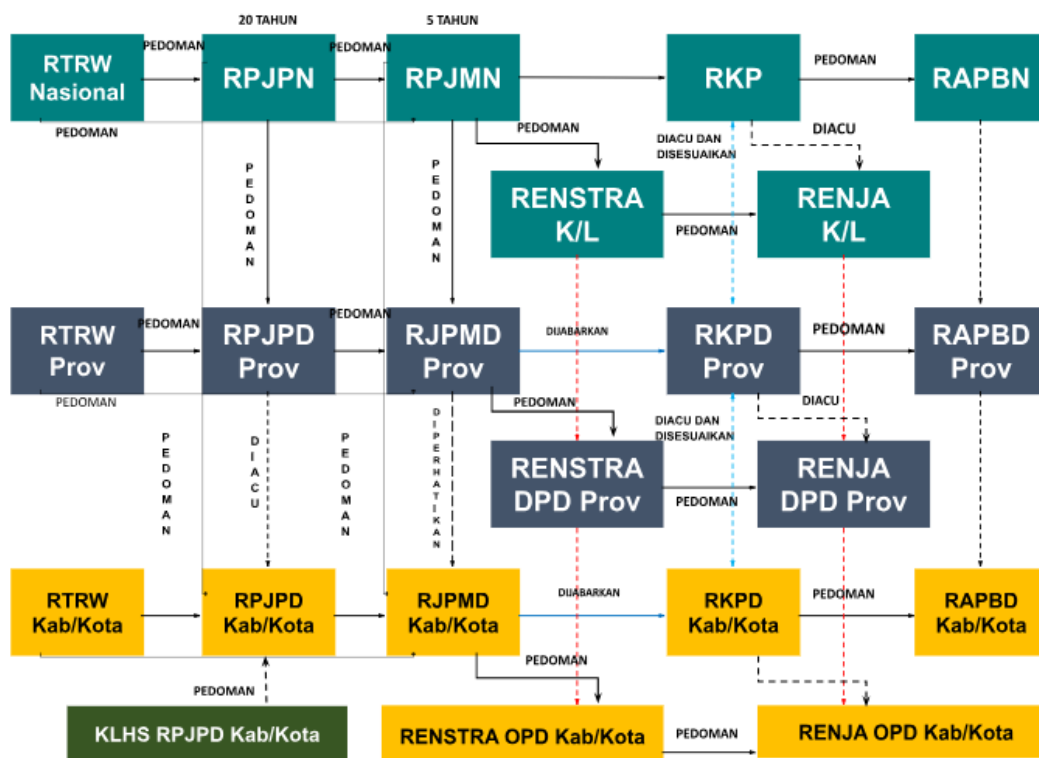 20 TAHUN
5 TAHUN
RTRW
Nasional
PEDOMAN
RPJPN
PEDOMAN
RPJMN
RKP
PEDOMAN
RAPBN
PEDOMAN
PEDOMAN
DIACU DAN
DISESUAIKAN
DIACU
PEDOMAN
PEDOMAN
RENSTRA
K/L
PEDOMAN
RENJA
K/L
RTRW
Prov
PEDOMAN
RPJPD
Prov
PEDOMAN
RJPMD
Prov
DIJABARKAN
RKPD
Prov
PEDOMAN
RAPBD
Prov
PEDOMAN
PEDOMAN
DIACU DAN
DISESUAIKAN
DIACU
PEDOMAN
DIACU
PEDOMAN
DIPERHATIKAN
RENSTRA
DPD Prov
PEDOMAN
RENJA
DPD Prov
RTRW
Kab/Kota
RPJPD
Kab/Kota
RJPMD
Kab/Kota
DIJABARKAN
RKPD
Kab/Kota
PEDOMAN
RAPBD
Kab/Kota
PEDOMAN
PEDOMAN
KLHS RPJPD Kab/Kota
RENSTRA OPD Kab/Kota
PEDOMAN
RENJA OPD Kab/Kota